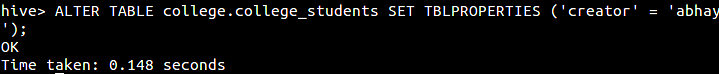 hive> ALTER TABLE college.college_students SET TBLPROPERTIES ('creator' = 'abhay
');
OK
Time taken: 0.148 seconds